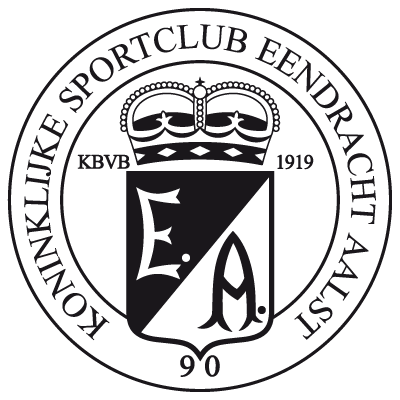 KONINKLIJKE SPORTCLUB EENDRACHT AALST
KBVB 1919
E.
A.
90